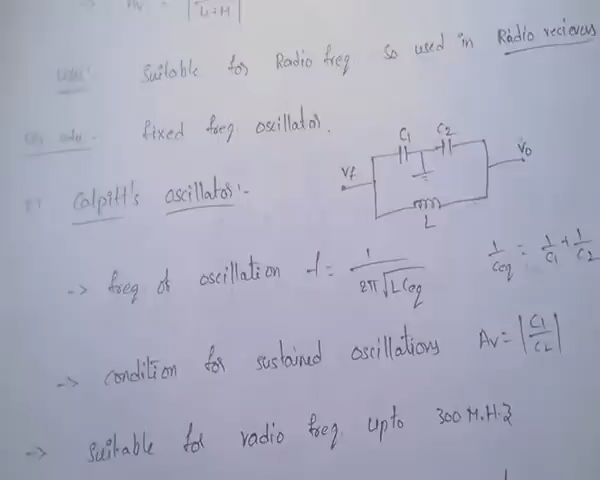 L+M
Suitable for Radio freq so used in Radio recievers
fixed freq. oscillator.
Colpitt's oscillator:-
C1 C2
Vf Vo
L
-> freq of oscillation f = 1/2π√LCeq 1/Ceq = 1/C1 + 1/C2
-> condition for sustained oscillations Av = |C1/C2|
-> Suitable for radio freq. upto 300 M.H.Z